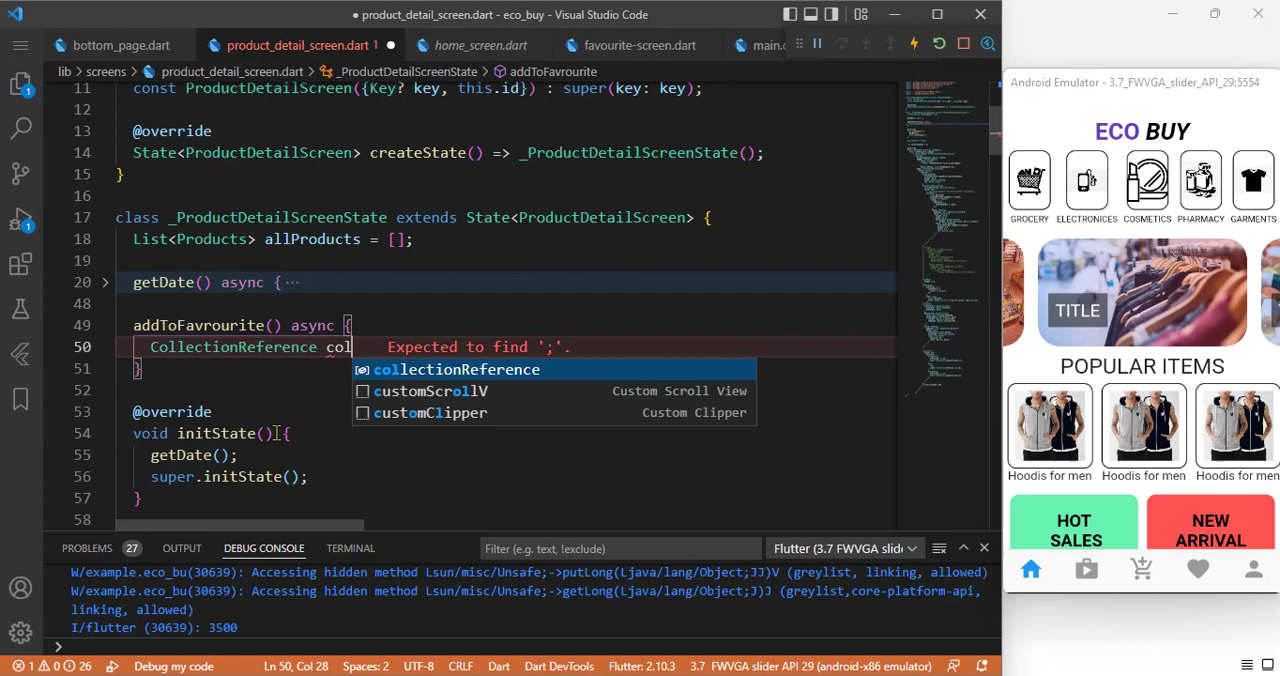 ● product_detail_screen.dart - eco_buy - Visual Studio Code
bottom_page.dart
product_detail_screen.dart 1 ●
home_screen.dart
favourite-screen.dart
main.c
lib > screens > product_detail_screen.dart > _ProductDetailScreenState > addToFavrourite
11 const ProductDetailScreen({Key? key, this.id}) : super(key: key);
12
13 @override
14 State<ProductDetailScreen> createState() => _ProductDetailScreenState();
15 }
16
17 class _ProductDetailScreenState extends State<ProductDetailScreen> {
18 List<Products> allProducts = [];
19
20 > getDate() async { ···
48
49 addToFavrourite() async {
50 CollectionReference col Expected to find ';'.
51 }
collectionReference
customScrollV Custom Scroll View
customClipper Custom Clipper
52
53 @override
54 void initState() {
55 getDate();
56 super.initState();
57 }
58
PROBLEMS 27 OUTPUT DEBUG CONSOLE TERMINAL
Filter (e.g. text, !exclude)
Flutter (3.7 FWVGA slide
W/example.eco_bu(30639): Accessing hidden method Lsun/misc/Unsafe;->putLong(Ljava/lang/Object;JJ)V (greylist, linking, allowed)
W/example.eco_bu(30639): Accessing hidden method Lsun/misc/Unsafe;->getLong(Ljava/lang/Object;J)J (greylist,core-platform-api,
linking, allowed)
I/flutter (30639): 3500
>
1 0 26 Debug my code Ln 50, Col 28 Spaces: 2 UTF-8 CRLF Dart Dart DevTools Flutter: 2.10.3 3.7 FWVGA slider API 29 (android-x86 emulator)
1
1
Android Emulator - 3.7_FWVGA_slider_API_29:5554
ECO BUY
GROCERY ELECTRONICES COSMETICS PHARMACY GARMENTS
TITLE
POPULAR ITEMS
Hoodis for men Hoodis for men Hoodis for men
HOT
SALES
NEW
ARRIVAL